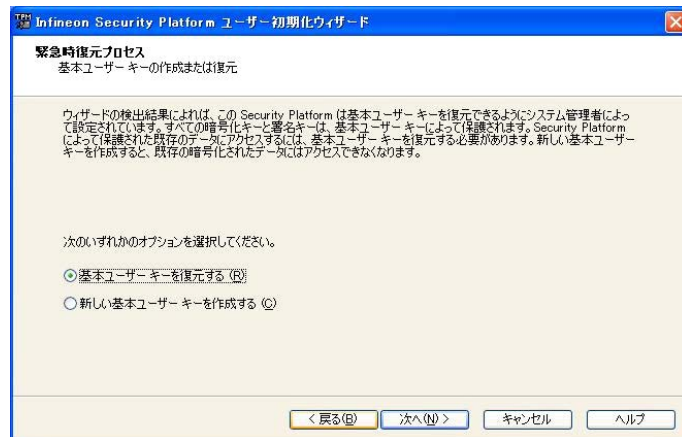 Infineon Security Platform ユーザー初期化ウィザード
緊急時復元プロセス
基本ユーザー キーの作成または復元
ウィザードの検出結果によれば、この Security Platform は基本ユーザー キーを復元できるようにシステム管理者によっ
て設定されています。すべての暗号化キーと署名キーは、基本ユーザー キーによって保護されます。Security Platform
によって保護された既存のデータにアクセスするには、基本ユーザー キーを復元する必要があります。新しい基本ユーザー
キーを作成すると、既存の暗号化されたデータにはアクセスできなくなります。
次のいずれかのオプションを選択してください。
基本ユーザー キーを復元する (R)
新しい基本ユーザー キーを作成する (C)
< 戻る(B) 次へ(N) > キャンセル ヘルプ